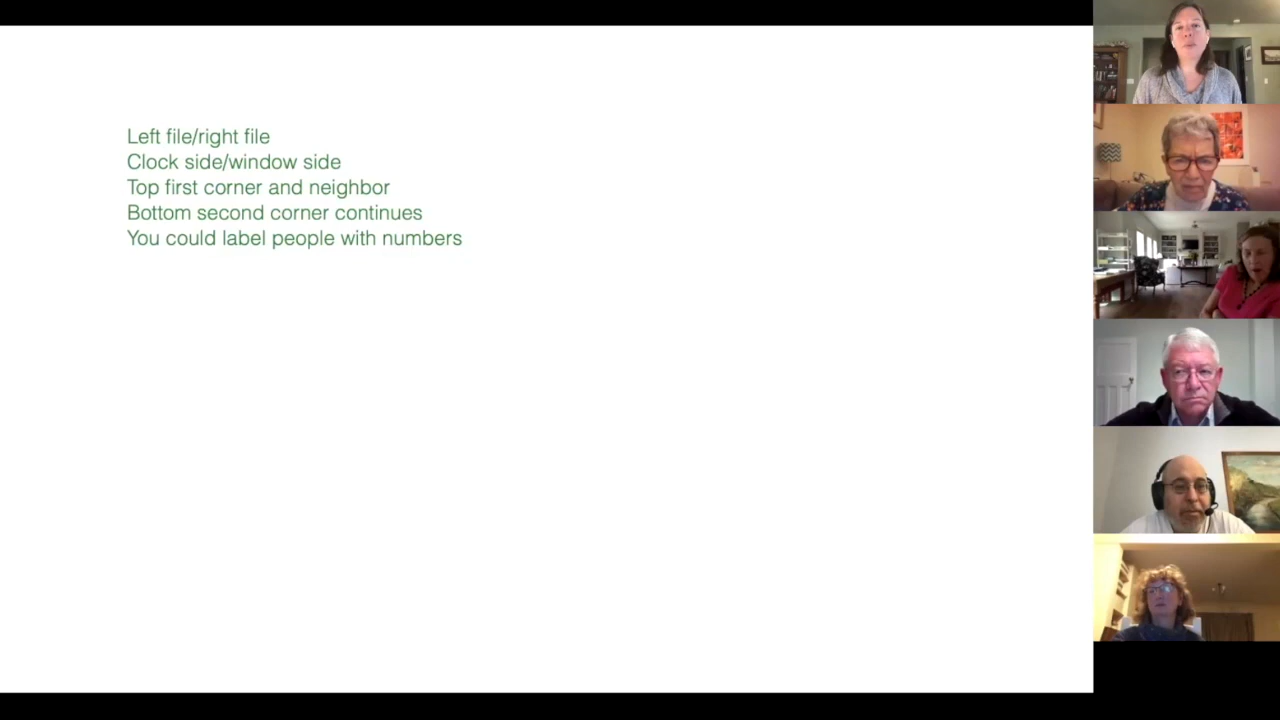 Left file/right file
Clock side/window side
Top first corner and neighbor
Bottom second corner continues
You could label people with numbers